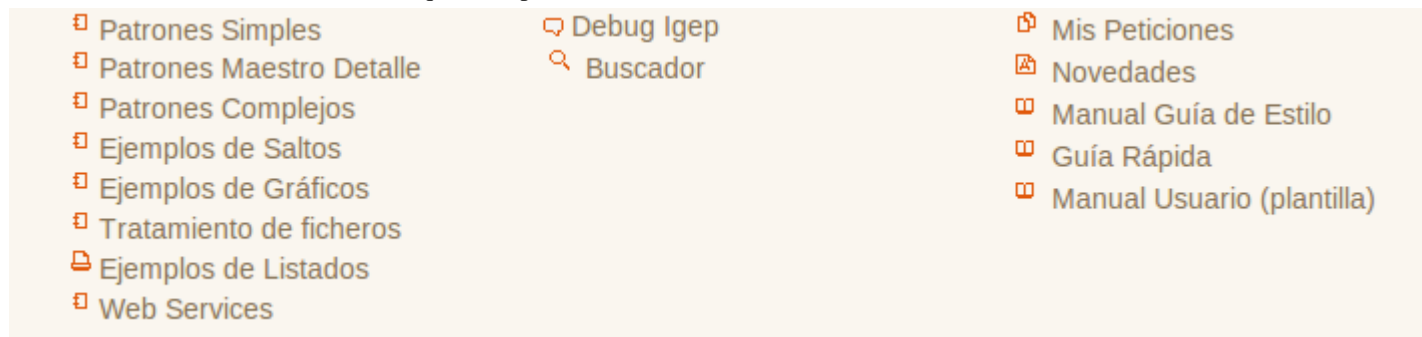 Patrones Simples
Patrones Maestro Detalle
Patrones Complejos
Ejemplos de Saltos
Ejemplos de Gráficos
Tratamiento de ficheros
Ejemplos de Listados
Web Services
Debug Igep
Buscador
Mis Peticiones
Novedades
Manual Guía de Estilo
Guía Rápida
Manual Usuario (plantilla)